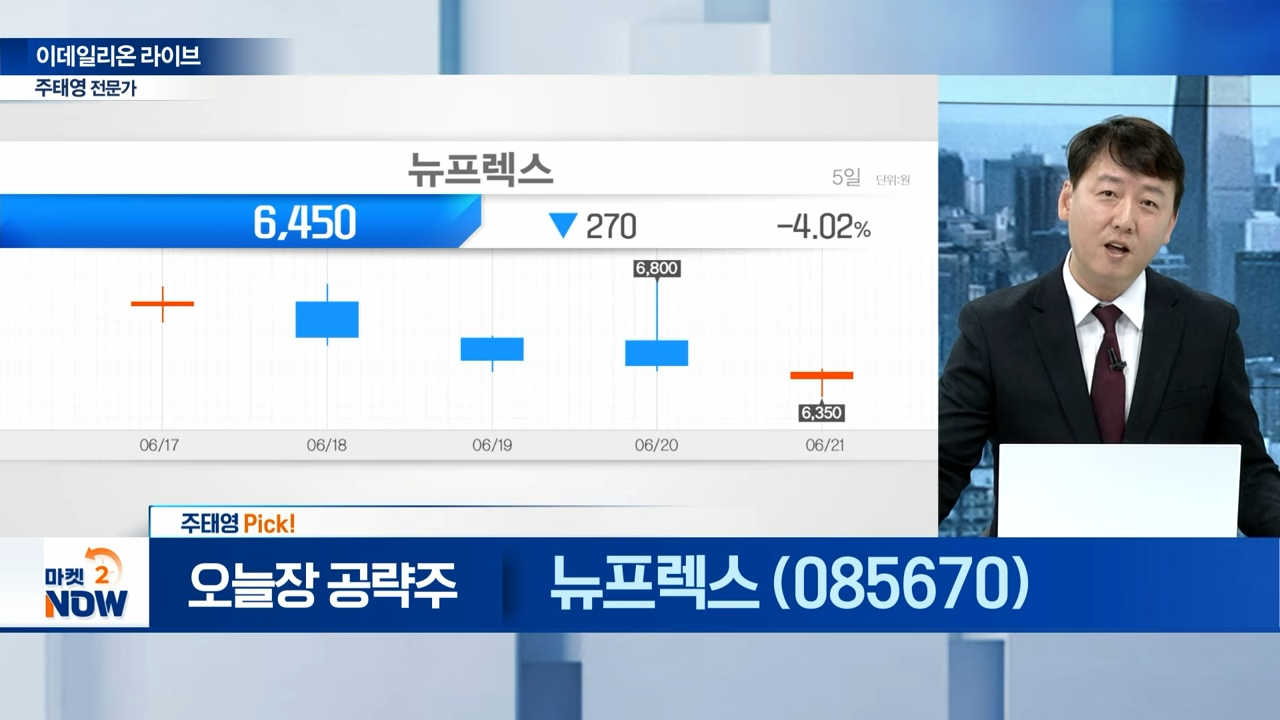 이데일리온 라이브
주태영 전문가
뉴프렉스
5일 단위:원
6,450 ▼ 270 -4.02%
6,800
6,350
06/17 06/18 06/19 06/20 06/21
주태영 Pick!
마켓 2
NOW
오늘장 공략주 뉴프렉스 (085670)